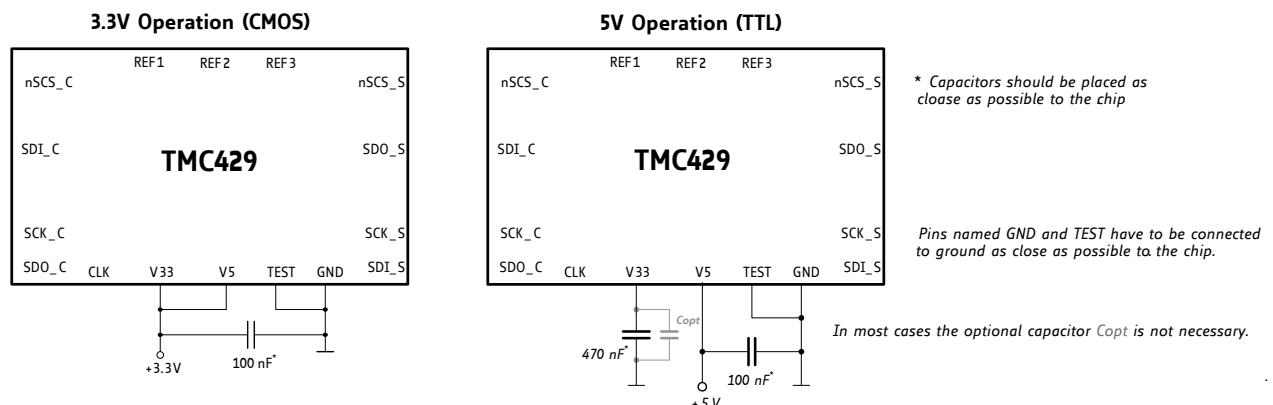 3.3V Operation (CMOS)
REF1 REF2 REF3
nSCS_C nSCS_S
SDI_C TMC429 SDO_S
SCK_C SCK_S
SDO_C CLK V33 V5 TEST GND SDI_S
100 nF*
+3.3V
5V Operation (TTL)
REF1 REF2 REF3
nSCS_C nSCS_S
SDI_C TMC429 SDO_S
SCK_C SCK_S
SDO_C CLK V33 V5 TEST GND SDI_S
Copt
470 nF*
100 nF*
+5V
* Capacitors should be placed as
cloase as possible to the chip
Pins named GND and TEST have to be connected
to ground as close as possible to. the chip.
In most cases the optional capacitor Copt is not necessary.
.